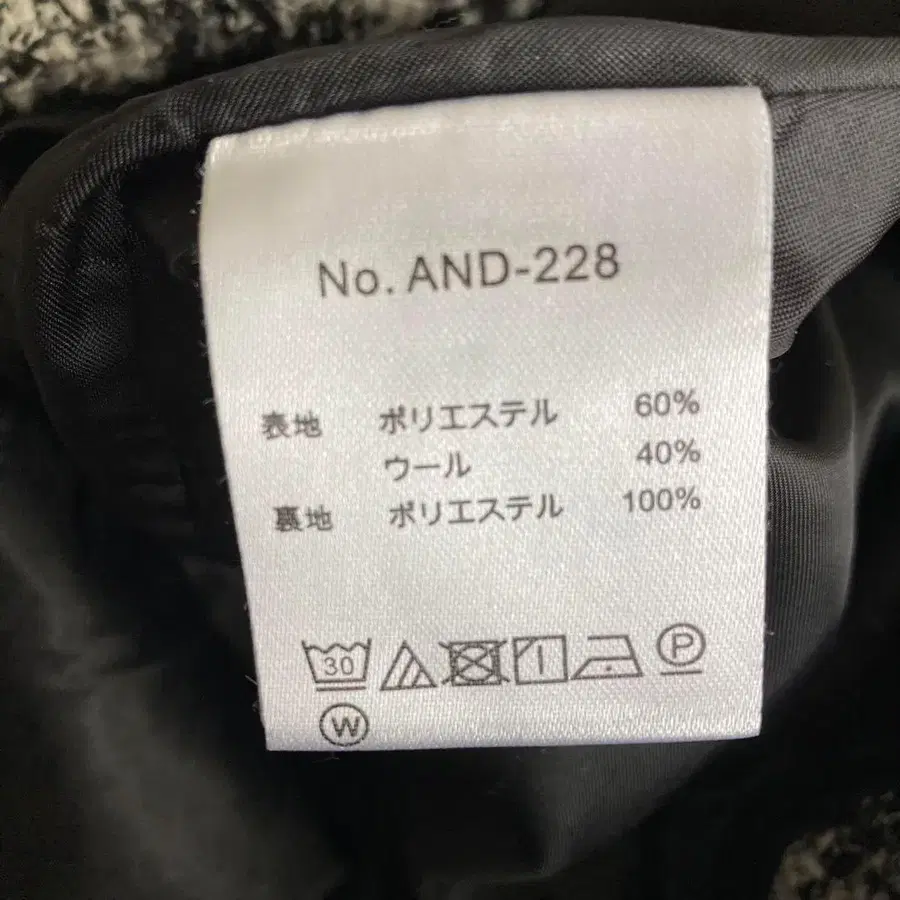 No. AND-228
表地 ポリエステル 60%
ウール 40%
裏地 ポリエステル 100%
30 P
W